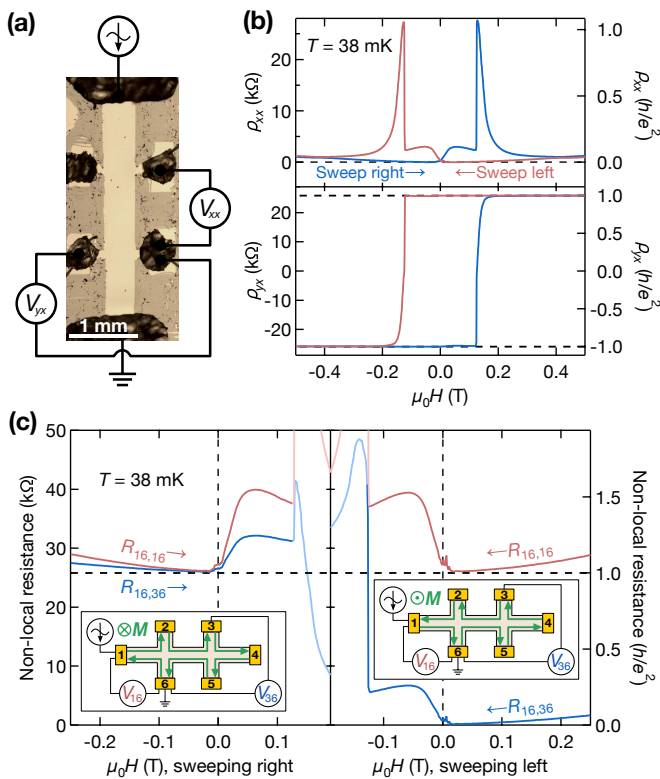 (a)
V_xx
V_yx
1 mm
(b)
T = 38 mK
ρ_xx (kΩ)
20
10
0
ρ_xx (h/e²)
1.0
0.5
0.0
Sweep right→
←Sweep left
ρ_yx (kΩ)
20
10
0
-10
-20
ρ_yx (h/e²)
1.0
0.5
0.0
-0.5
-1.0
-0.4 -0.2 0.0 0.2 0.4
μ₀H (T)
(c)
Non-local resistance (kΩ)
50
40
30
20
10
0
T = 38 mK
R₁₆,₁₆ →
R₁₆,₃₆ →
⊗M
1 2 3 4 5 6
V₁₆
V₃₆
←R₁₆,₁₆
⊙M
1 2 3 4 5 6
V₁₆
V₃₆
←R₁₆,₃₆
Non-local resistance (h/e²)
1.5
1.0
0.5
0.0
-0.2 -0.1 0.0 0.1
-0.1 0.0 0.1 0.2
μ₀H (T), sweeping right
μ₀H (T), sweeping left